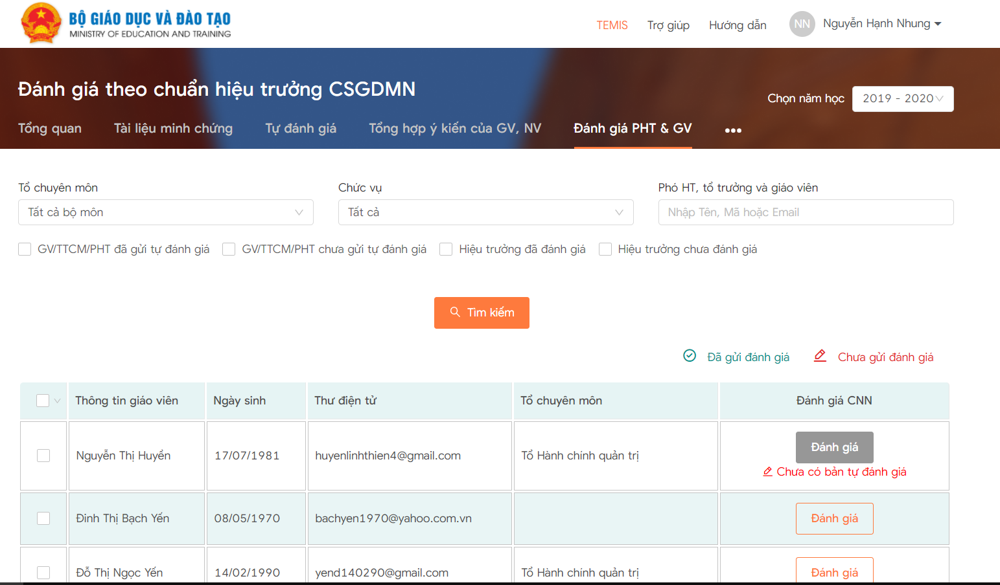 BỘ GIÁO DỤC VÀ ĐÀO TẠO
MINISTRY OF EDUCATION AND TRAINING
TEMIS Trợ giúp Hướng dẫn NN Nguyễn Hạnh Nhung
Đánh giá theo chuẩn hiệu trưởng CSGDMN
Chọn năm học 2019 - 2020
Tổng quan Tài liệu minh chứng Tự đánh giá Tổng hợp ý kiến của GV, NV Đánh giá PHT & GV •••
Tổ chuyên môn Chức vụ Phó HT, tổ trưởng và giáo viên
Tất cả bộ môn Tất cả Nhập Tên, Mã hoặc Email
GV/TTCM/PHT đã gửi tự đánh giá GV/TTCM/PHT chưa gửi tự đánh giá Hiệu trưởng đã đánh giá Hiệu trưởng chưa đánh giá
Tìm kiếm
Đã gửi đánh giá Chưa gửi đánh giá
Thông tin giáo viên Ngày sinh Thư điện tử Tổ chuyên môn Đánh giá CNN
Nguyễn Thị Huyền 17/07/1981 huyenlinhthien4@gmail.com Tổ Hành chính quản trị Đánh giá
Chưa có bản tự đánh giá
Đinh Thị Bạch Yến 08/05/1970 bachyen1970@yahoo.com.vn Đánh giá
Đỗ Thị Ngọc Yến 14/02/1990 yend140290@gmail.com Tổ Hành chính quản trị Đánh giá